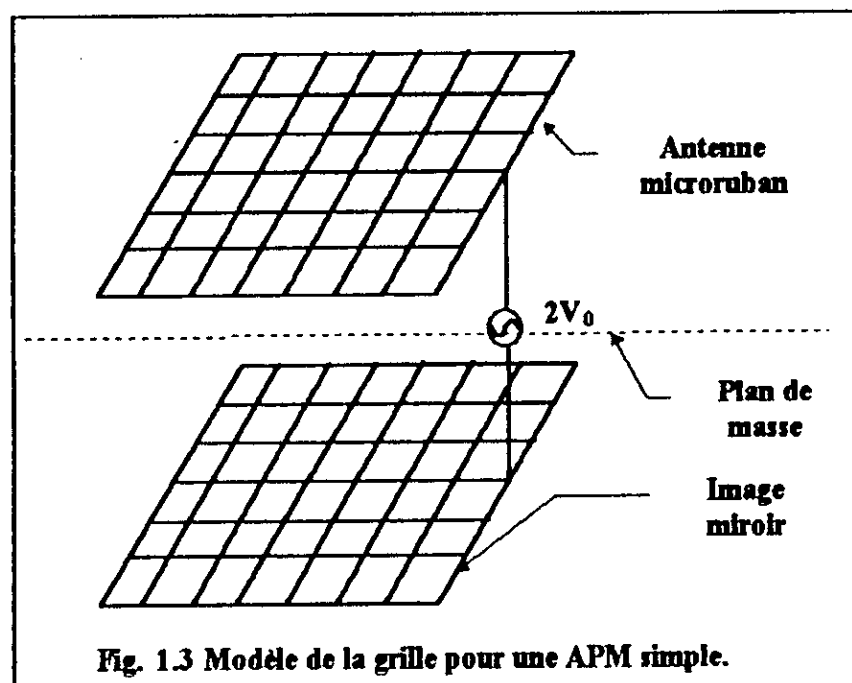 Antenne
microruban
2V₀
Plan de
masse
Image
miroir
Fig. 1.3 Modèle de la grille pour une APM simple.